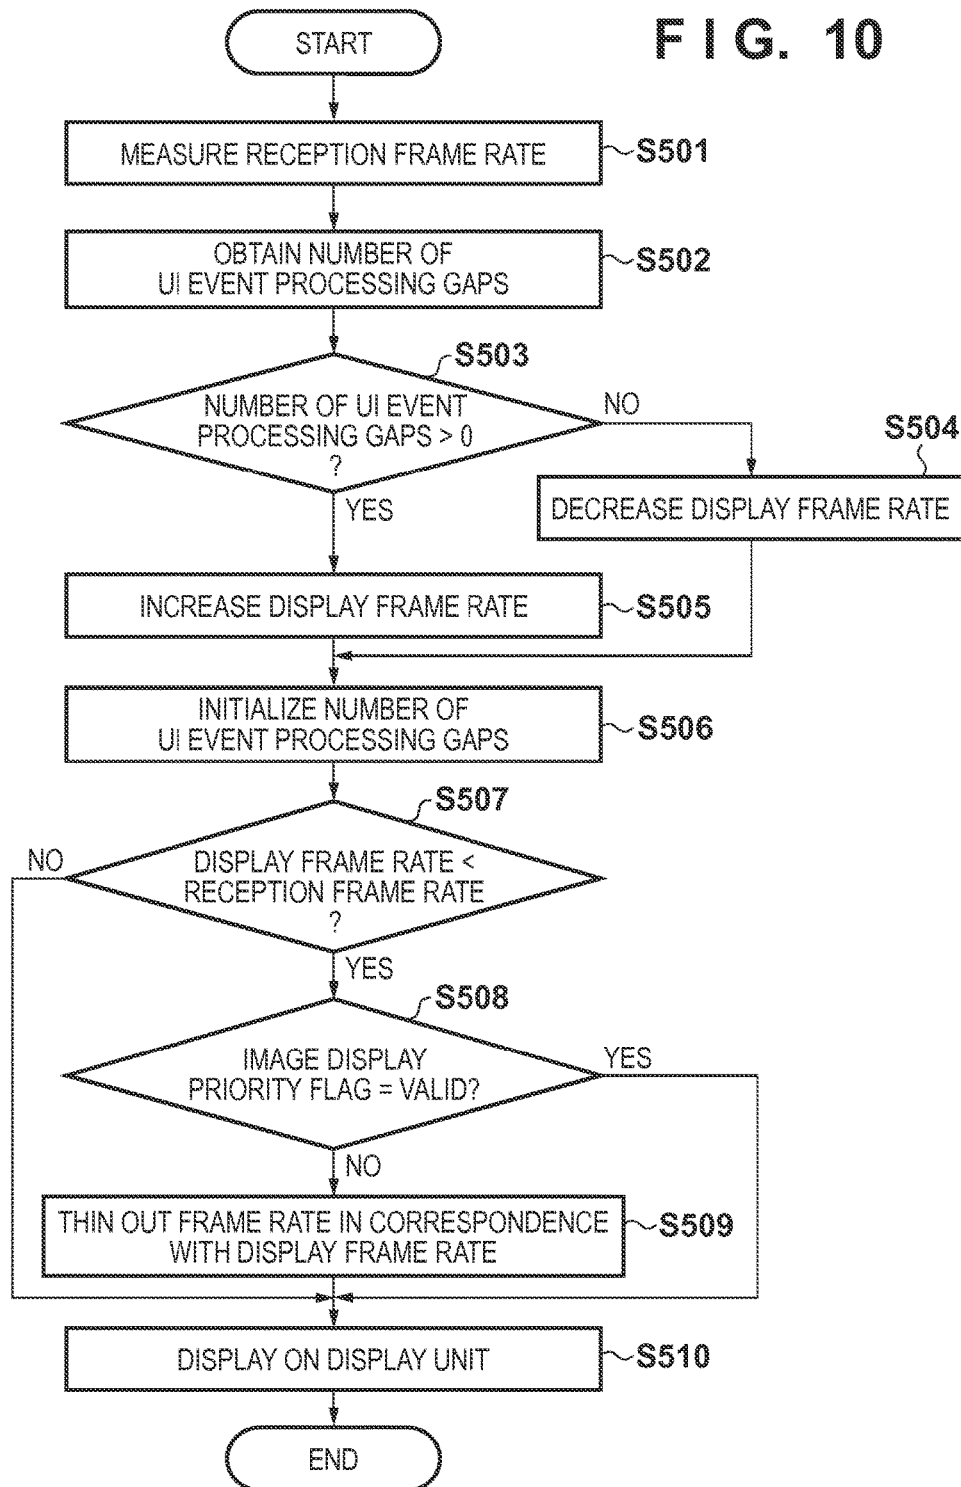 FIG. 10
START
MEASURE RECEPTION FRAME RATE
S501
OBTAIN NUMBER OF
UI EVENT PROCESSING GAPS
S502
S503
NUMBER OF UI EVENT
PROCESSING GAPS > 0
?
NO
YES
S504
DECREASE DISPLAY FRAME RATE
INCREASE DISPLAY FRAME RATE
S505
INITIALIZE NUMBER OF
UI EVENT PROCESSING GAPS
S506
S507
DISPLAY FRAME RATE <
RECEPTION FRAME RATE
?
NO
YES
S508
IMAGE DISPLAY
PRIORITY FLAG = VALID?
YES
NO
THIN OUT FRAME RATE IN CORRESPONDENCE
WITH DISPLAY FRAME RATE
S509
DISPLAY ON DISPLAY UNIT
S510
END